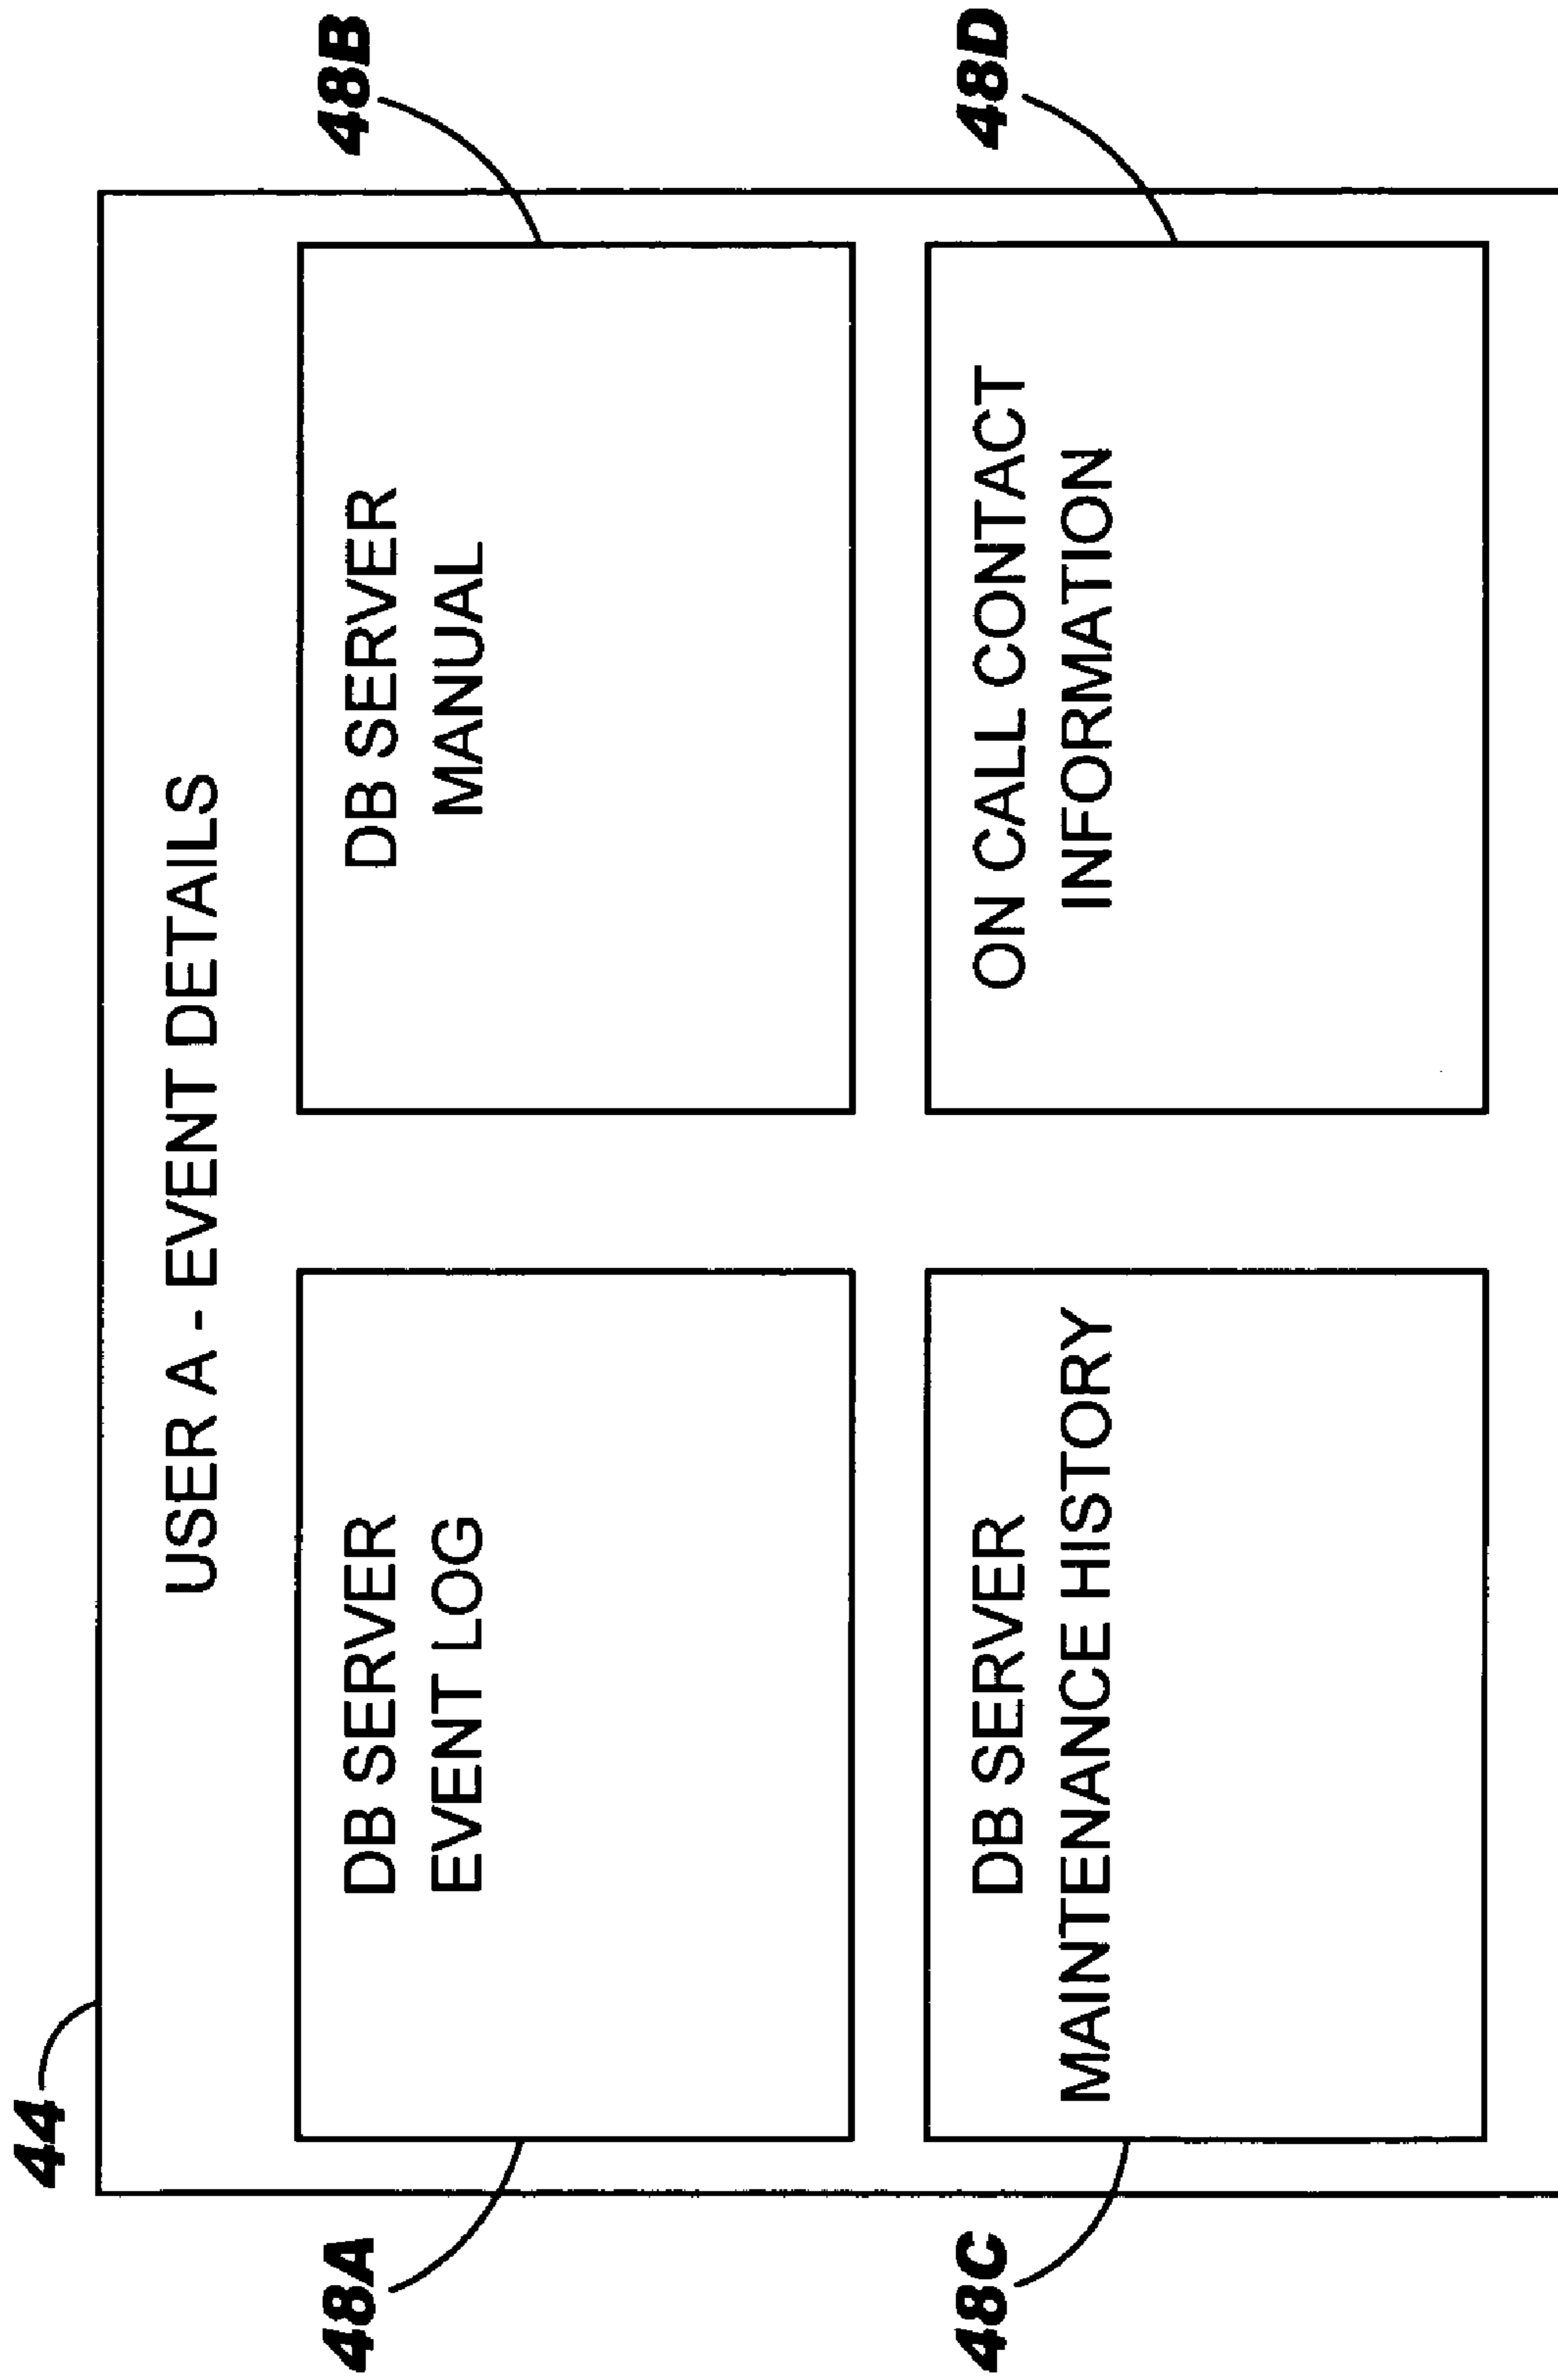 44
USER A - EVENT DETAILS
48A
DB SERVER
EVENT LOG
48B
DB SERVER
MANUAL
48C
DB SERVER
MAINTENANCE HISTORY
48D
ON CALL CONTACT
INFORMATION